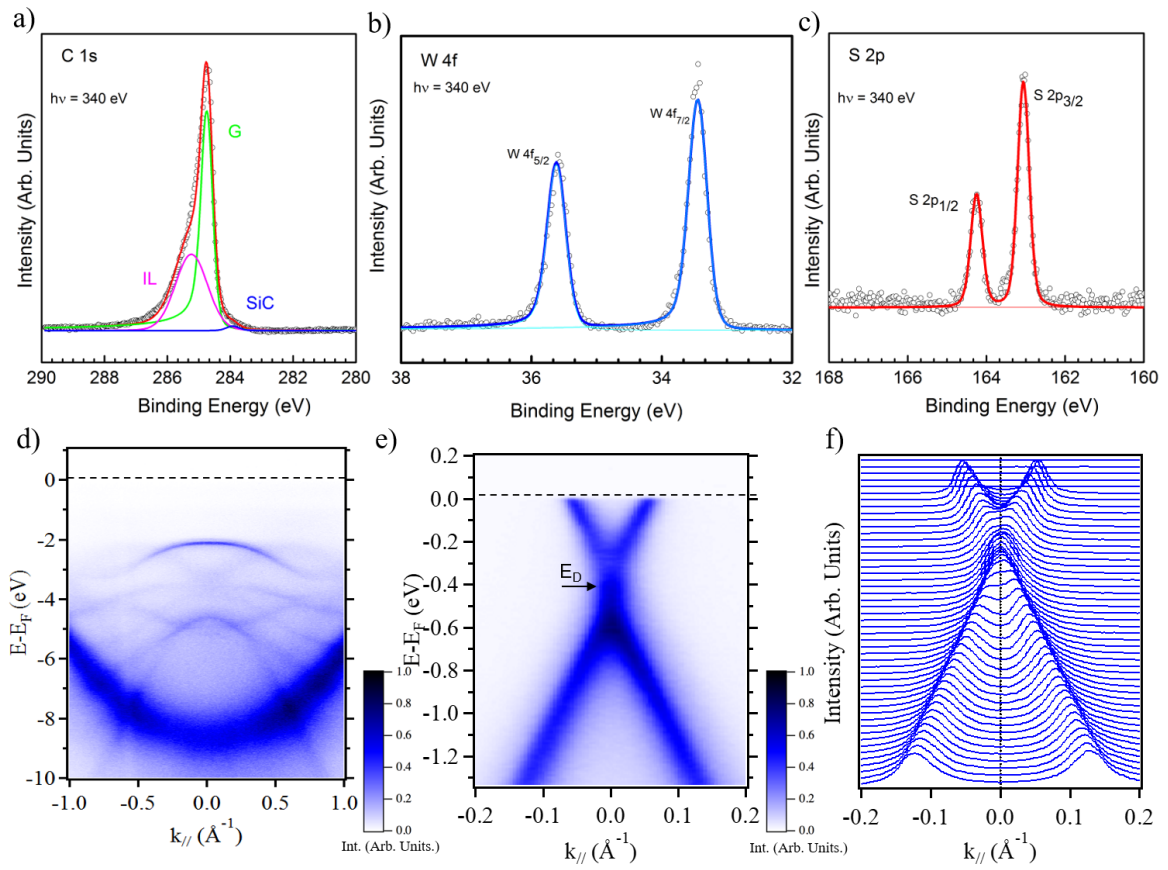 a)
C 1s
hν = 340 eV
G
IL
SiC
Intensity (Arb. Units)
290 288 286 284 282 280
Binding Energy (eV)
b)
W 4f
hν = 340 eV
W 4f5/2
W 4f7/2
Intensity (Arb. Units)
38 36 34 32
Binding Energy (eV)
c)
S 2p
hν = 340 eV
S 2p3/2
S 2p1/2
Intensity (Arb. Units)
168 166 164 162 160
Binding Energy (eV)
d)
0
-2
-4
-6
-8
-10
E-EF (eV)
-1.0 -0.5 0.0 0.5 1.0
k// (Å-1)
1.0
0.8
0.6
0.4
0.2
0.0
Int. (Arb. Units.)
e)
0.2
0.0
-0.2
-0.4
-0.6
-0.8
-1.0
-1.2
E-EF (eV)
ED
-0.2 -0.1 0.0 0.1 0.2
k// (Å-1)
1.0
0.8
0.6
0.4
0.2
0.0
Int. (Arb. Units.)
f)
Intensity (Arb. Units)
-0.2 -0.1 0.0 0.1 0.2
k// (Å-1)